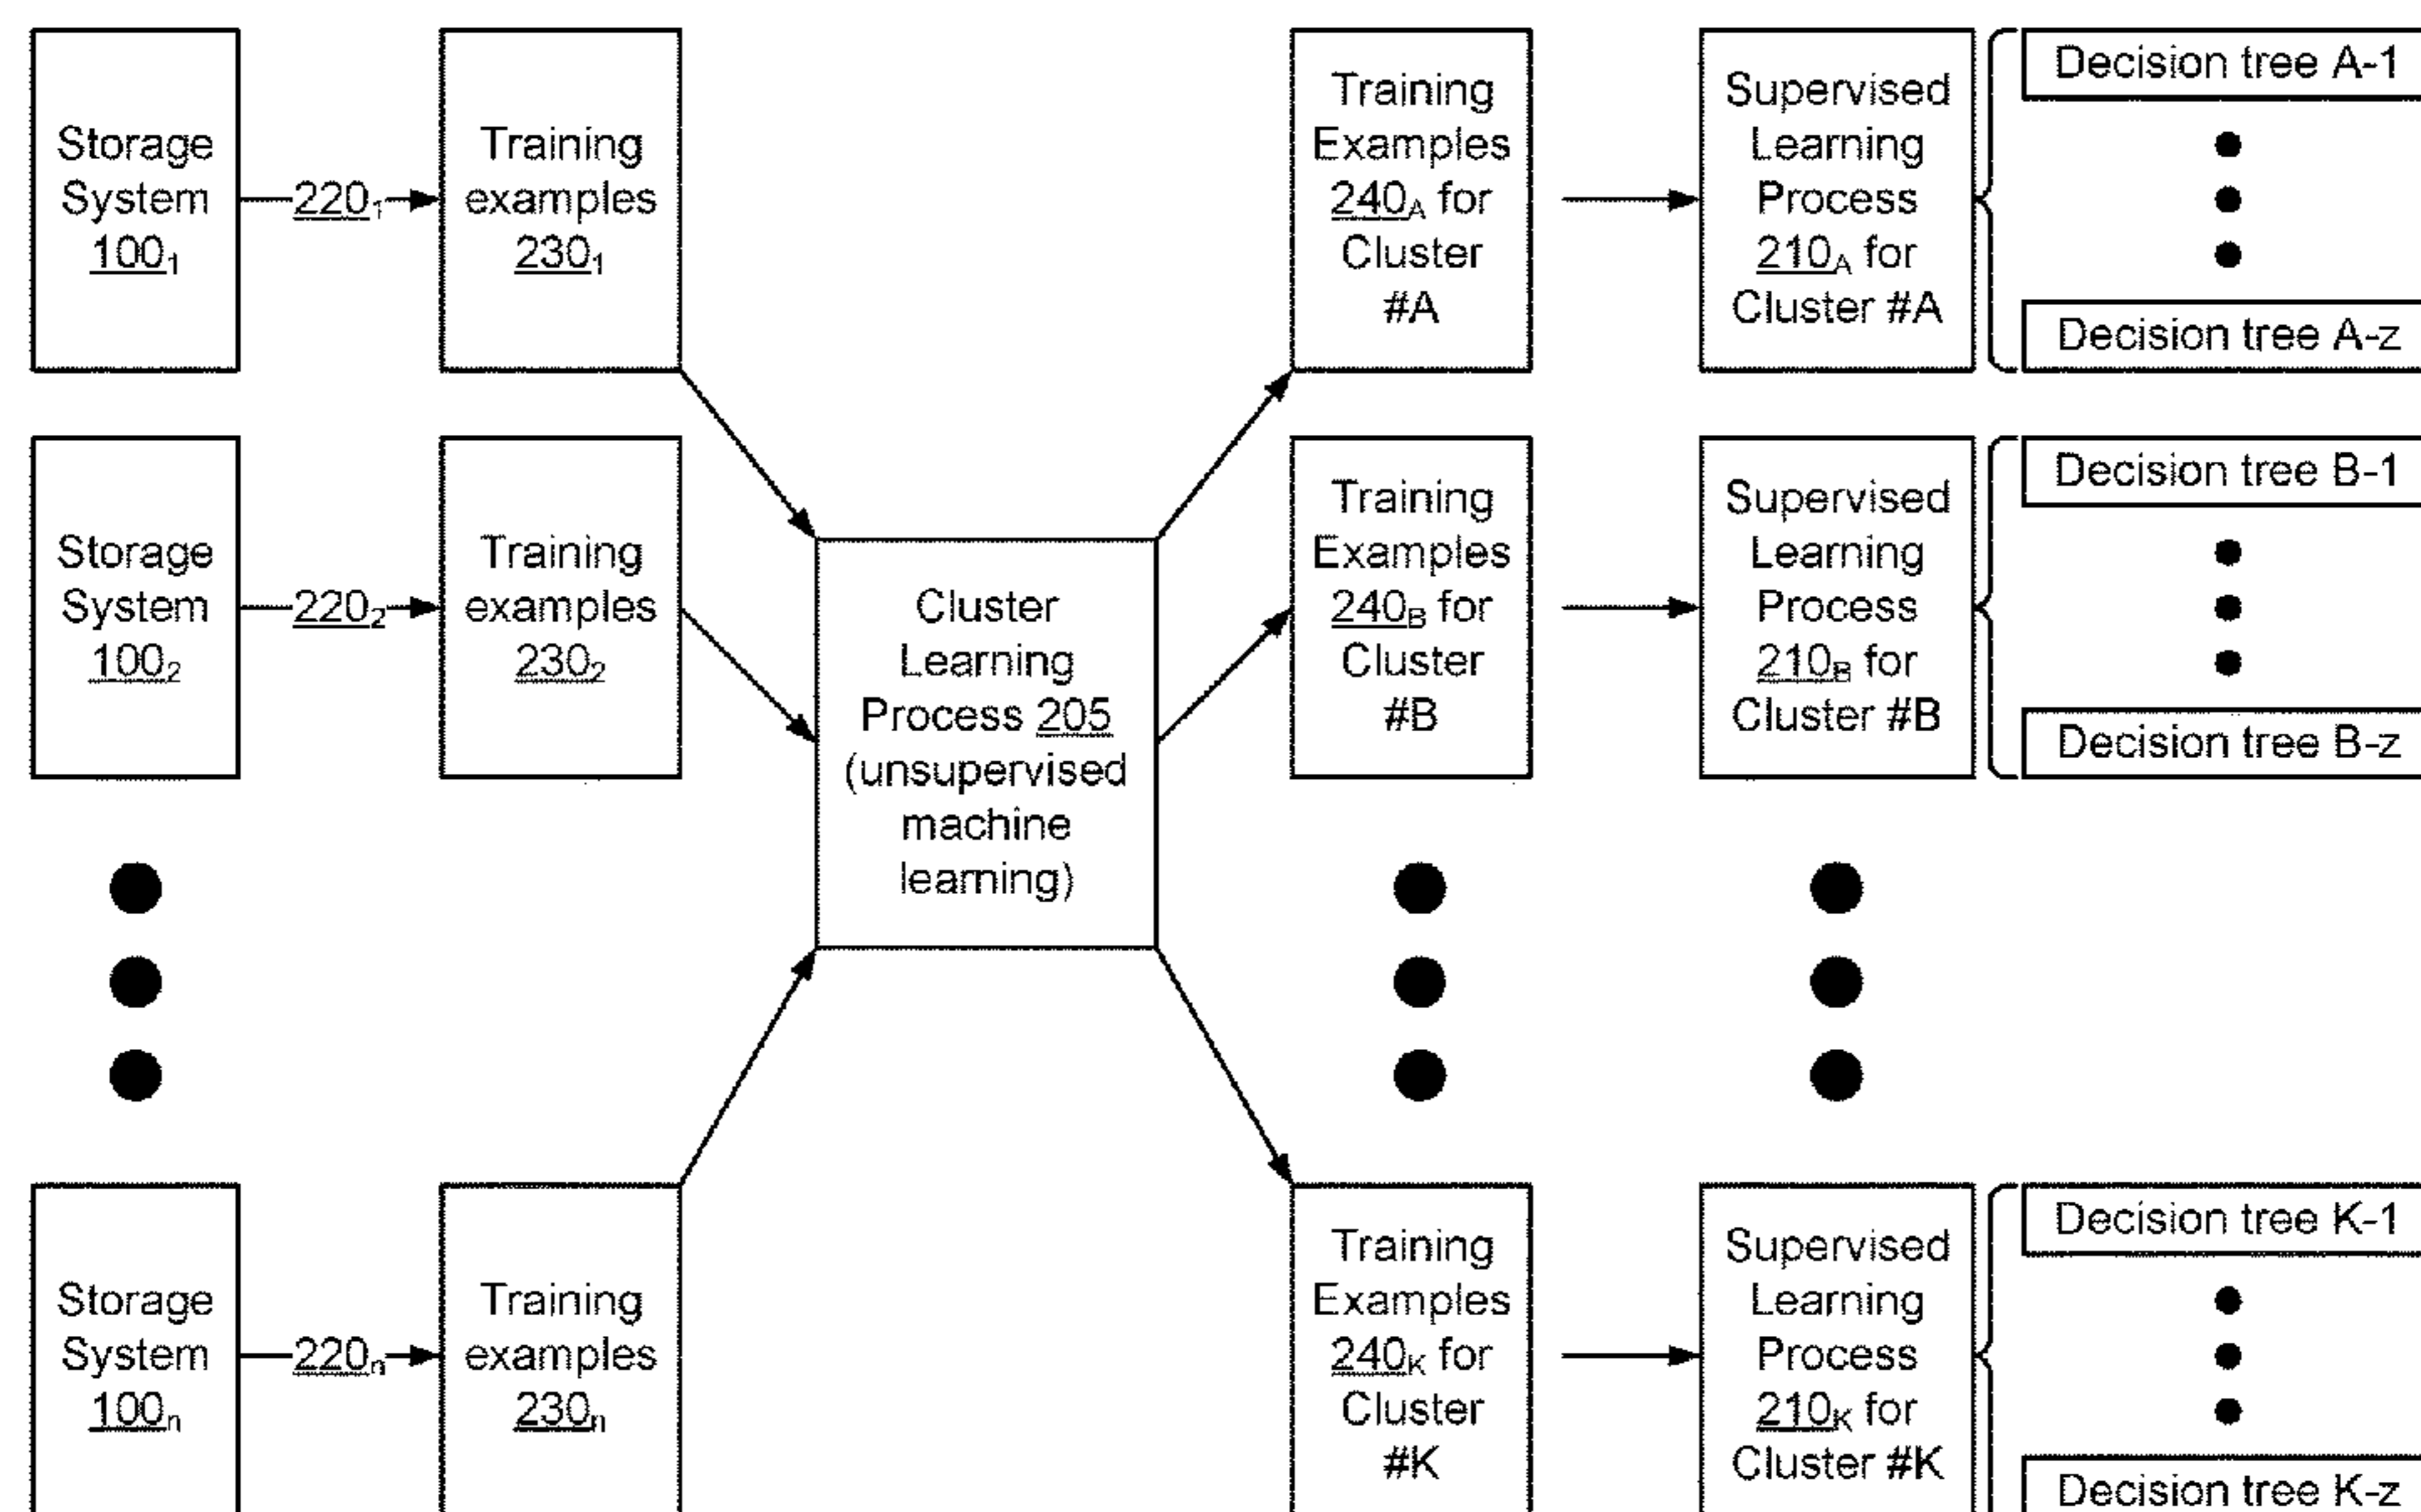 Storage
System
100₁
220₁
Training
examples
230₁
Training
Examples
240A for
Cluster
#A
Supervised
Learning
Process
210A for
Cluster #A
Decision tree A-1
Decision tree A-z
Storage
System
100₂
220₂
Training
examples
230₂
Cluster
Learning
Process 205
(unsupervised
machine
learning)
Training
Examples
240B for
Cluster
#B
Supervised
Learning
Process
210B for
Cluster #B
Decision tree B-1
Decision tree B-z
Storage
System
100n
220n
Training
examples
230n
Training
Examples
240K for
Cluster
#K
Supervised
Learning
Process
210K for
Cluster #K
Decision tree K-1
Decision tree K-z